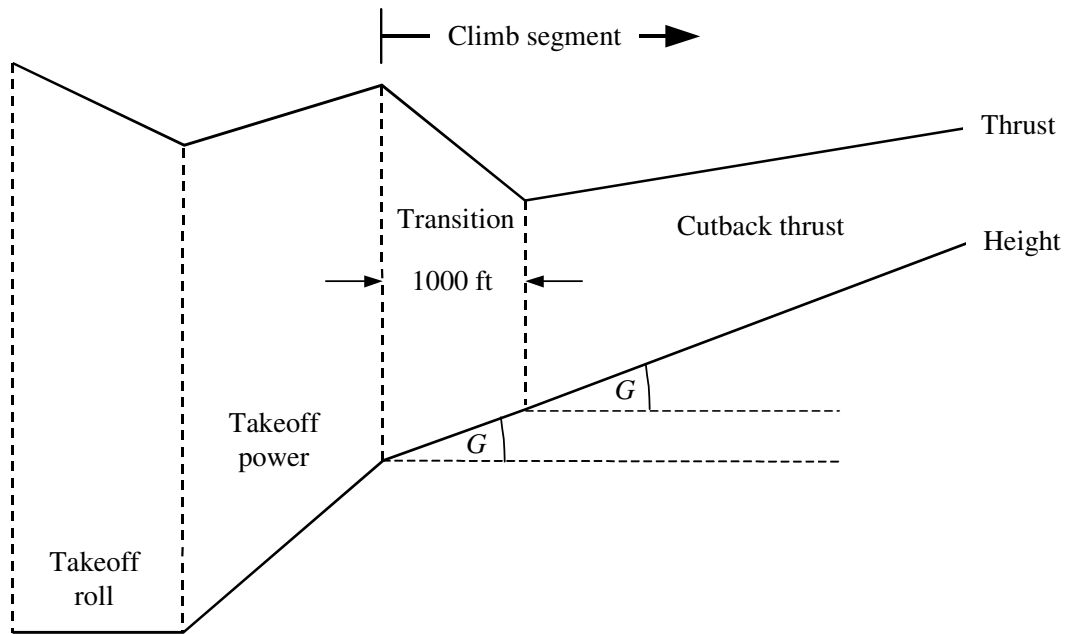 Climb segment
Thrust
Transition
Cutback thrust
Height
1000 ft
G
Takeoff
power
G
Takeoff
roll